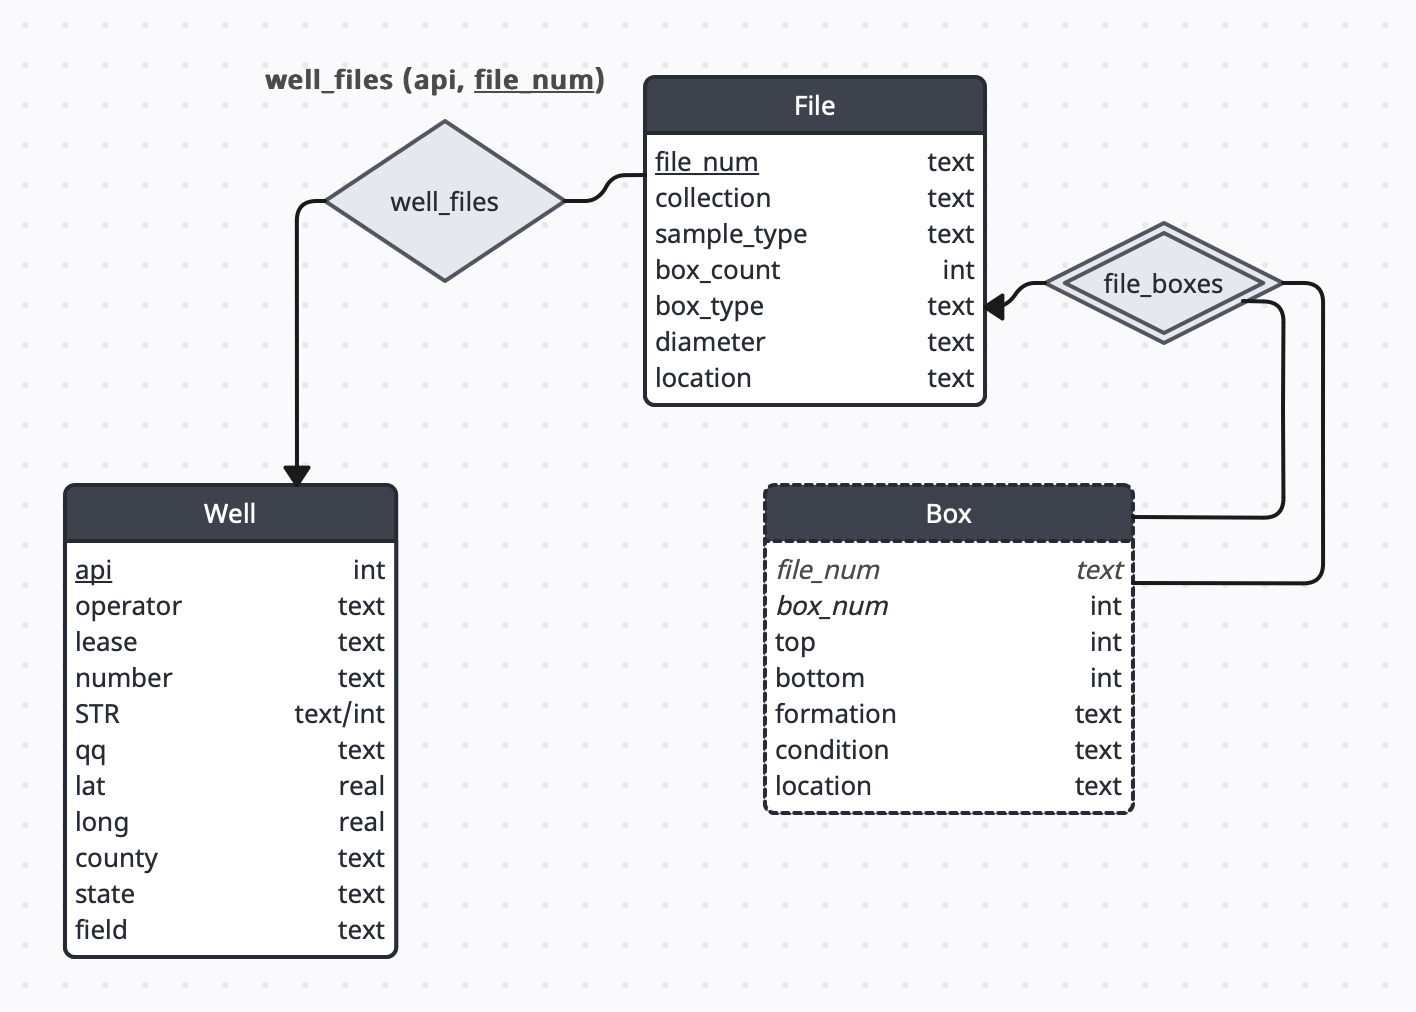 well_files (api, file_num)
well_files
File
file_num text
collection text
sample_type text
box_count int
box_type text
diameter text
location text
file_boxes
Well
api int
operator text
lease text
number text
STR text/int
qq text
lat real
long real
county text
state text
field text
Box
file_num text
box_num int
top int
bottom int
formation text
condition text
location text